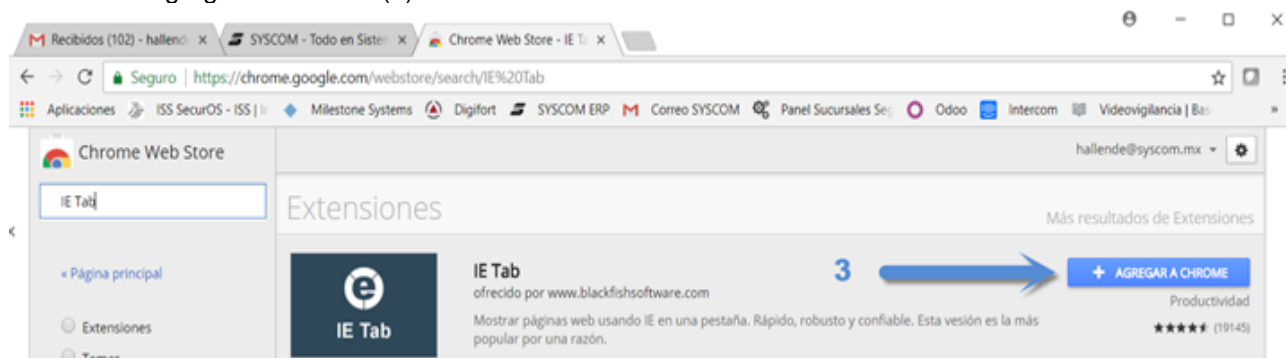 Recibidos (102) - hallend
SYSCOM - Todo en Sister
Chrome Web Store - IE T
Seguro | https://chrome.google.com/webstore/search/IE%20Tab
Aplicaciones ISS SecurOS - ISS | Ir Milestone Systems Digifort SYSCOM ERP Correo SYSCOM Panel Sucursales Seg Odoo Intercom Videovigilancia | Bas
Chrome Web Store
hallende@syscom.mx
IE Tab
Extensiones
Más resultados de Extensiones
« Página principal
Extensiones
IE Tab
IE Tab
ofrecido por www.blackfishsoftware.com
Mostrar páginas web usando IE en una pestaña. Rápido, robusto y confiable. Esta vesión es la más
popular por una razón.
3
+ AGREGAR A CHROME
Productividad
(19145)